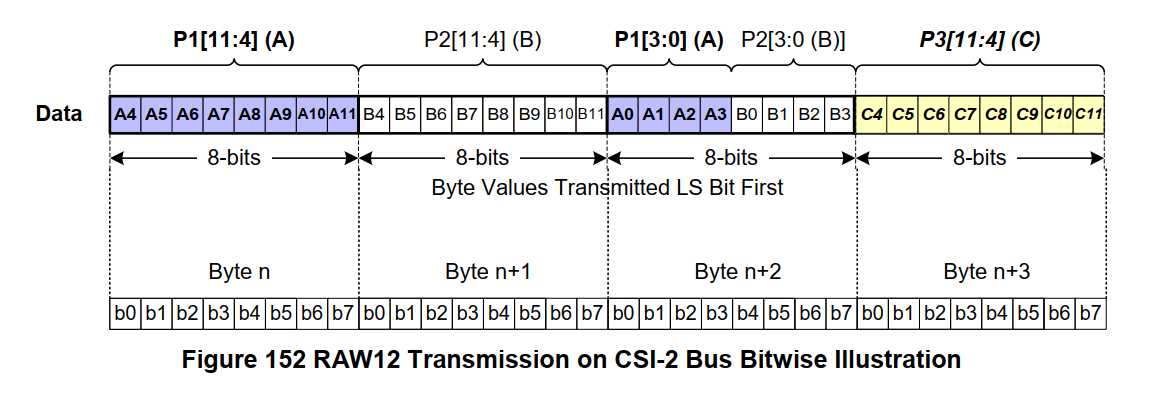 P1[11:4] (A) P2[11:4] (B) P1[3:0] (A) P2[3:0 (B)] P3[11:4] (C)
Data A4 A5 A6 A7 A8 A9 A10 A11 B4 B5 B6 B7 B8 B9 B10 B11 A0 A1 A2 A3 B0 B1 B2 B3 C4 C5 C6 C7 C8 C9 C10 C11
8-bits 8-bits 8-bits 8-bits
Byte Values Transmitted LS Bit First
Byte n Byte n+1 Byte n+2 Byte n+3
b0 b1 b2 b3 b4 b5 b6 b7 b0 b1 b2 b3 b4 b5 b6 b7 b0 b1 b2 b3 b4 b5 b6 b7 b0 b1 b2 b3 b4 b5 b6 b7
Figure 152 RAW12 Transmission on CSI-2 Bus Bitwise Illustration